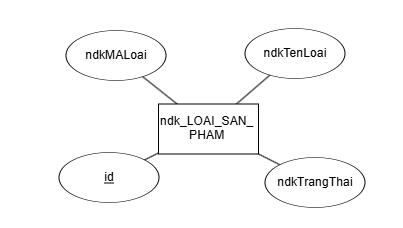 ndkMALoai
ndkTenLoai
ndk_LOAI_SAN_
PHAM
id
ndkTrangThai